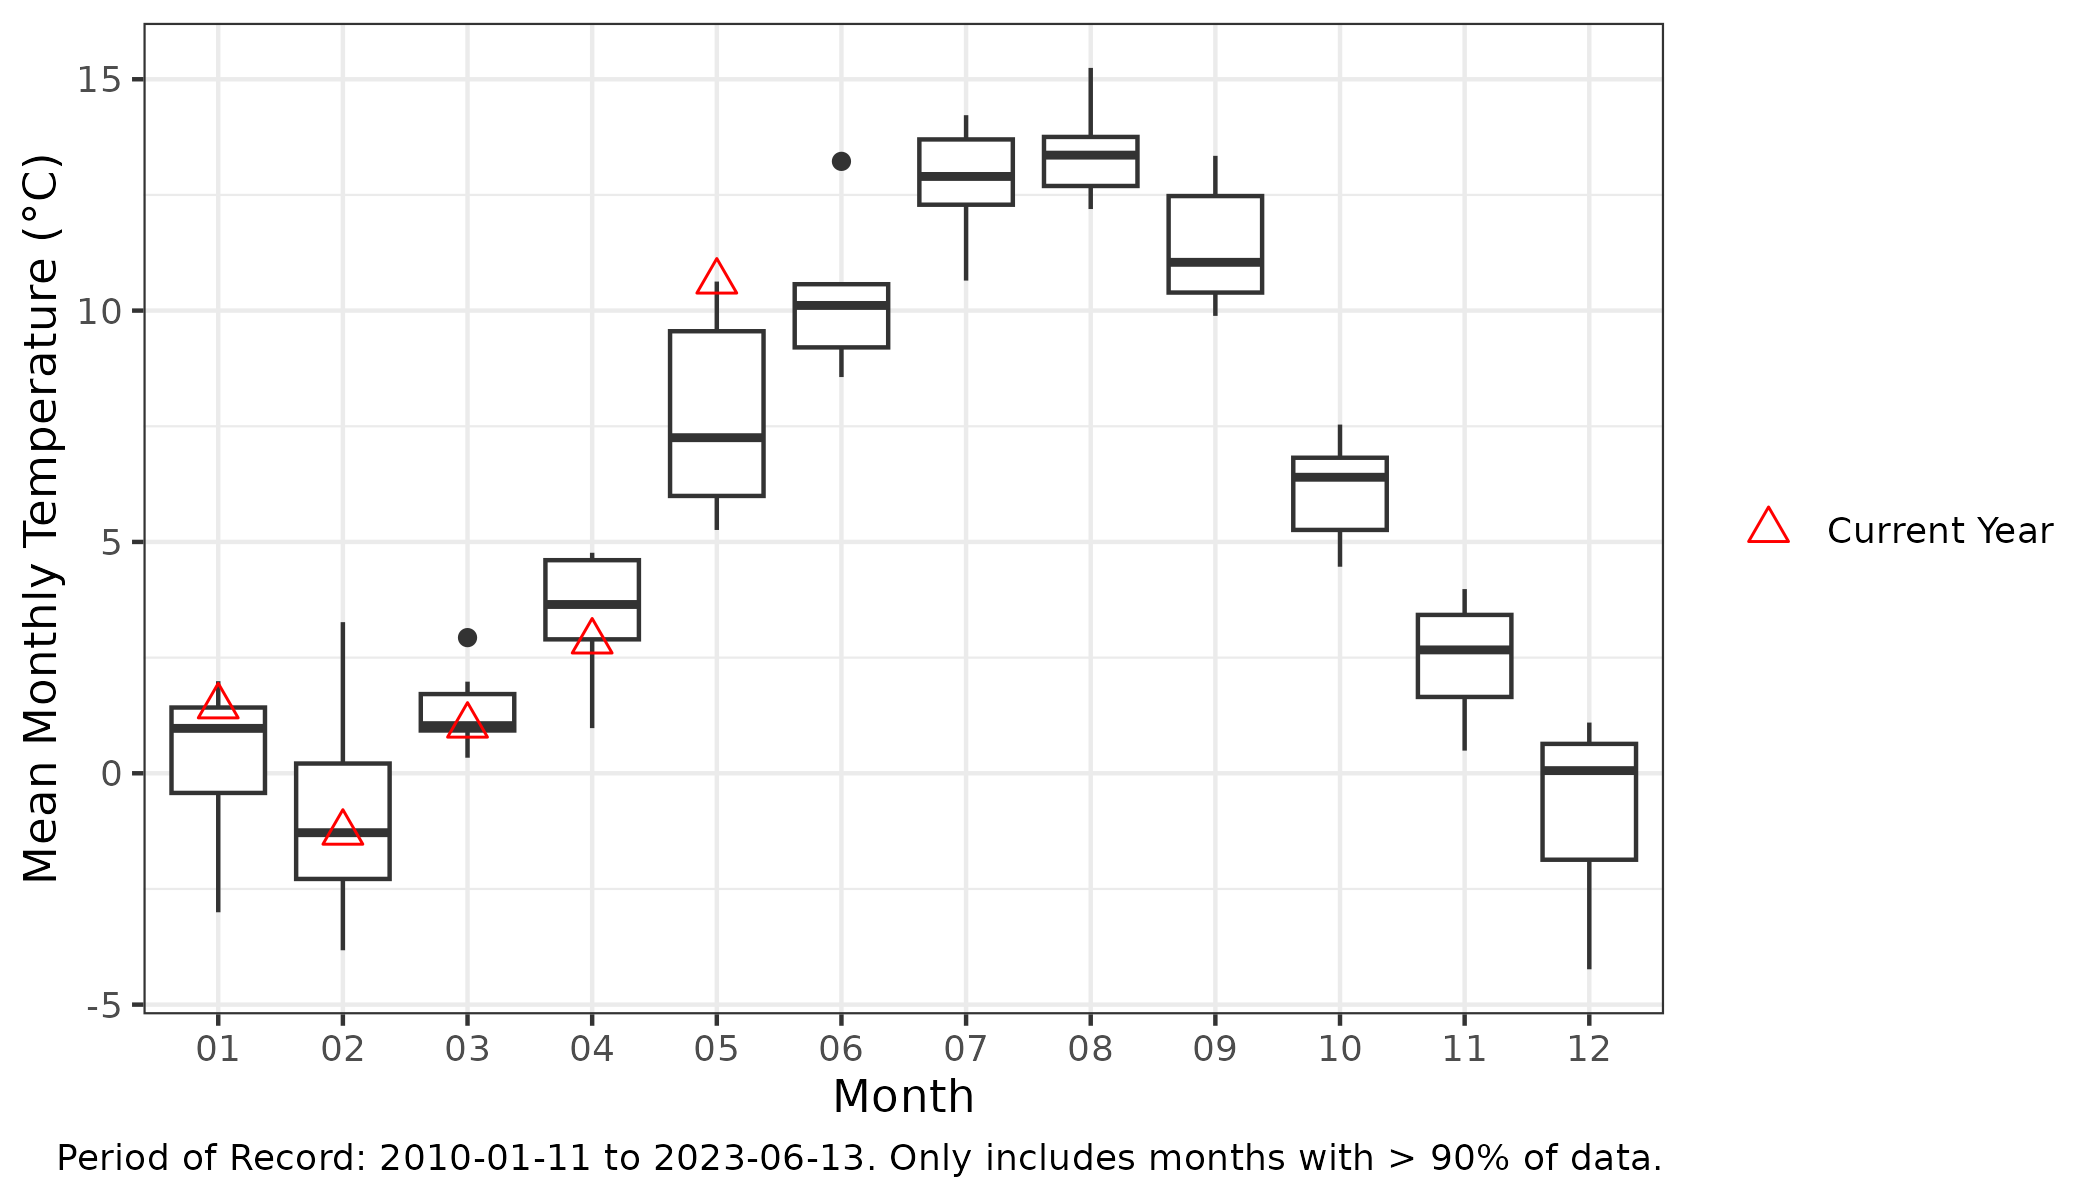 15
10
5
0
-5
Mean Monthly Temperature (°C)
01 02 03 04 05 06 07 08 09 10 11 12
Month
Current Year
Period of Record: 2010-01-11 to 2023-06-13. Only includes months with > 90% of data.